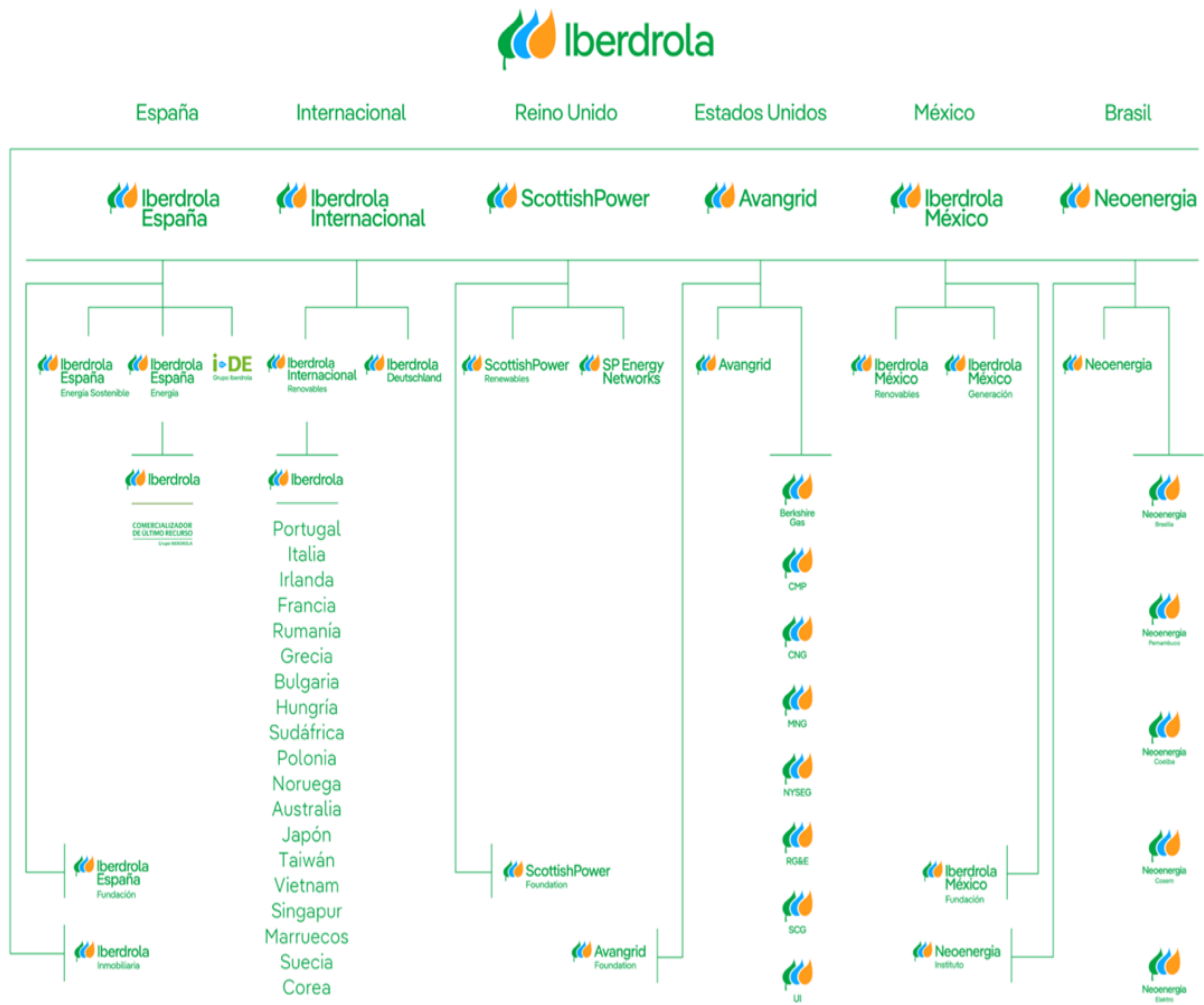 Iberdrola
España
Internacional
Reino Unido
Estados Unidos
México
Brasil
Iberdrola
España
Iberdrola
Internacional
ScottishPower
Avangrid
Iberdrola
México
Neoenergia
Iberdrola
España
Energía Sostenible
Iberdrola
España
Energía
i-DE
Grupo Iberdrola
Iberdrola
Internacional
Renovables
Iberdrola
Deutschland
ScottishPower
Renewables
SP Energy
Networks
Avangrid
Iberdrola
México
Renovables
Iberdrola
México
Generación
Neoenergia
Iberdrola
COMERCIALIZADOR
DE ÚLTIMO RECURSO
Grupo IBERDROLA
Iberdrola
Portugal
Italia
Irlanda
Francia
Rumanía
Grecia
Bulgaria
Hungría
Sudáfrica
Polonia
Noruega
Australia
Japón
Taiwán
Vietnam
Singapur
Marruecos
Suecia
Corea
Berkshire
Gas
CMP
CNG
MNG
NYSEG
RG&E
SCG
UI
Neoenergia
Brasília
Neoenergia
Pernambuco
Neoenergia
Coelba
Neoenergia
Cosern
Neoenergia
Elektro
Iberdrola
España
Fundación
Iberdrola
Inmobiliaria
ScottishPower
Foundation
Avangrid
Foundation
Iberdrola
México
Fundación
Neoenergia
Instituto